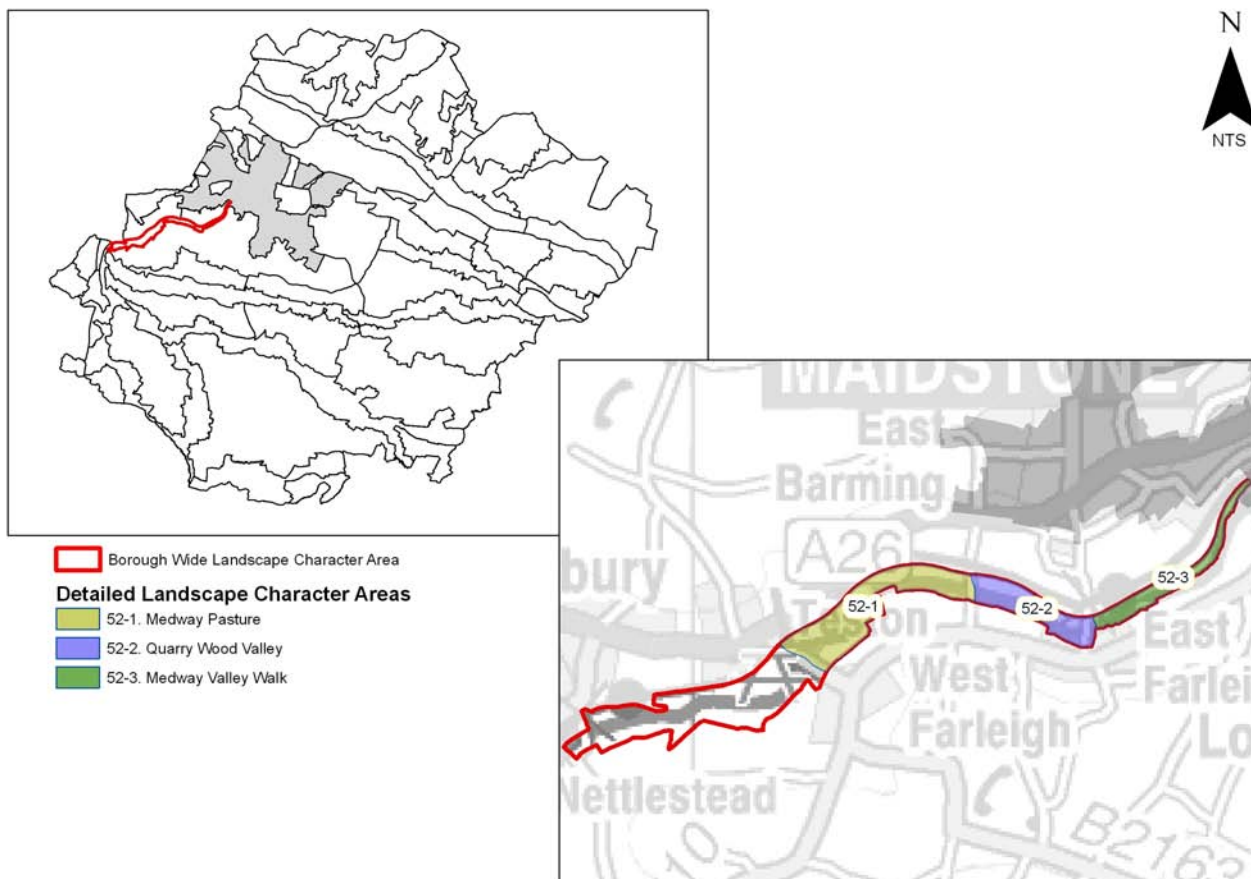 N
NTS
Borough Wide Landscape Character Area
Detailed Landscape Character Areas
52-1. Medway Pasture
52-2. Quarry Wood Valley
52-3. Medway Valley Walk
MAIDSTONE
East
Barming
A26
bury
52-1
52-2
52-3
Teston
East
Farlei
West
Farleigh
Lo
Nettlestead
10
B2163